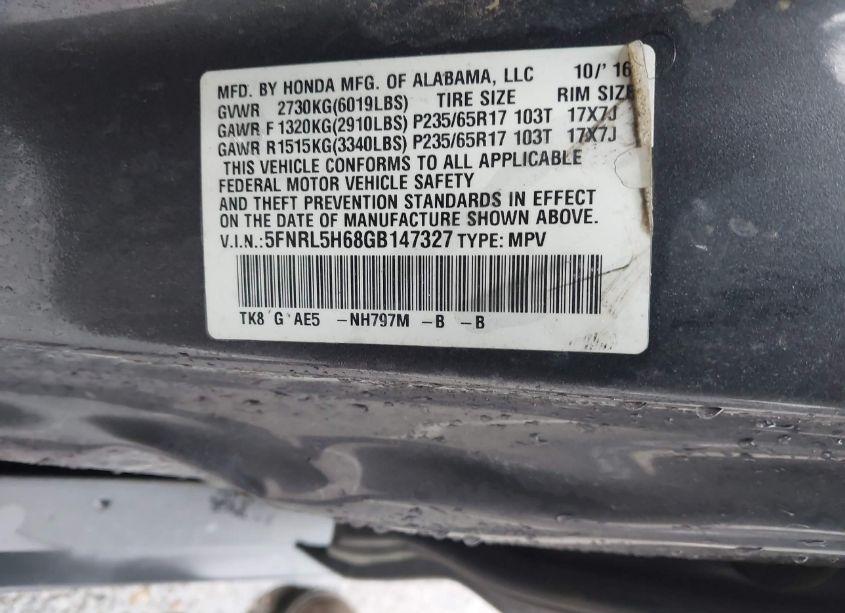 MFD. BY HONDA MFG. OF ALABAMA, LLC 10/'16
GVWR 2730KG(6019LBS) TIRE SIZE RIM SIZE
GAWR F 1320KG(2910LBS) P235/65R17 103T 17X7J
GAWR R1515KG(3340LBS) P235/65R17 103T 17X7J
THIS VEHICLE CONFORMS TO ALL APPLICABLE
FEDERAL MOTOR VEHICLE SAFETY
AND THEFT PREVENTION STANDARDS IN EFFECT
ON THE DATE OF MANUFACTURE SHOWN ABOVE.
V.I.N.:5FNRL5H68GB147327 TYPE: MPV
TK8 G AE5 -NH797M -B -B